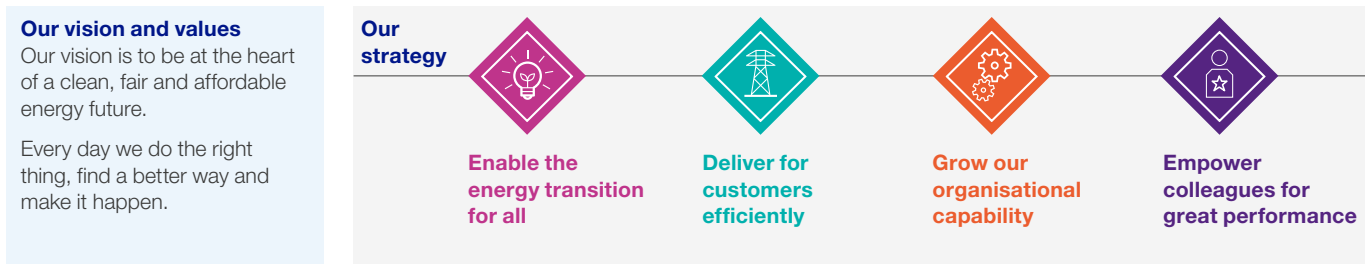 Our vision and values
Our vision is to be at the heart
of a clean, fair and affordable
energy future.
Every day we do the right
thing, find a better way and
make it happen.
Our
strategy
Enable the
energy transition
for all
Deliver for
customers
efficiently
Grow our
organisational
capability
Empower
colleagues for
great performance